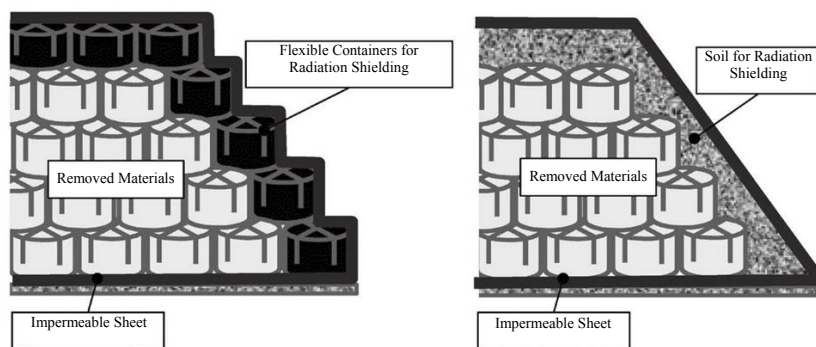 Flexible Containers for
Radiation Shielding
Removed Materials
Impermeable Sheet
Soil for Radiation
Shielding
Removed Materials
Impermeable Sheet